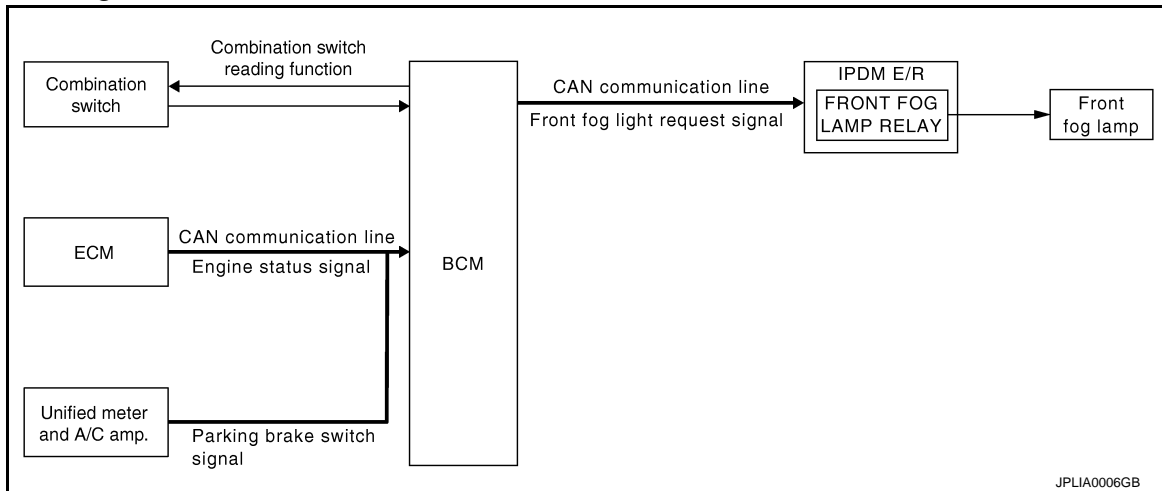 Combination switch
reading function
Combination
switch
ECM
CAN communication line
Engine status signal
Unified meter
and A/C amp.
Parking brake switch
signal
BCM
CAN communication line
Front fog light request signal
IPDM E/R
FRONT FOG
LAMP RELAY
Front
fog lamp
JPLIA0006GB